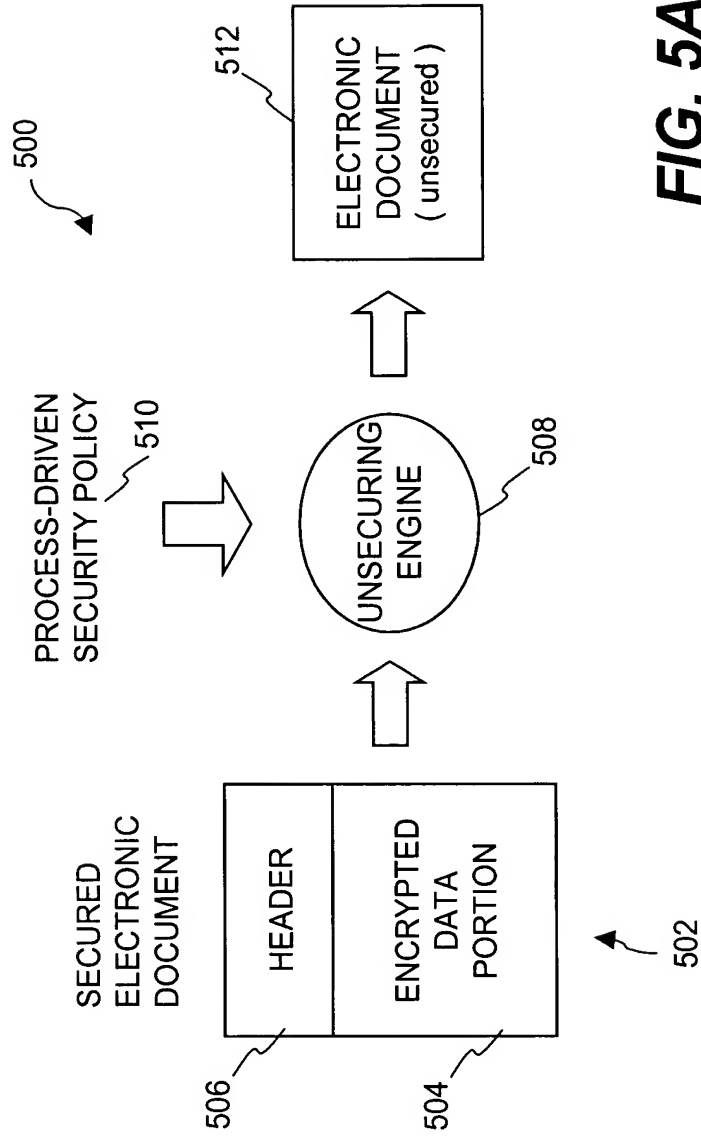 500
PROCESS-DRIVEN
SECURITY POLICY
510
SECURED
ELECTRONIC
DOCUMENT
506
HEADER
504
ENCRYPTED
DATA
PORTION
502
UNSECURING
ENGINE
508
512
ELECTRONIC
DOCUMENT
( unsecured )
FIG. 5A